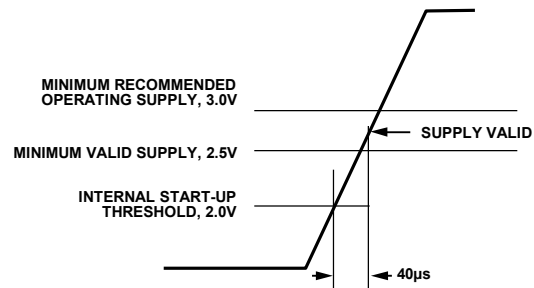 MINIMUM RECOMMENDED
OPERATING SUPPLY, 3.0V
SUPPLY VALID
MINIMUM VALID SUPPLY, 2.5V
INTERNAL START-UP
THRESHOLD, 2.0V
40µs